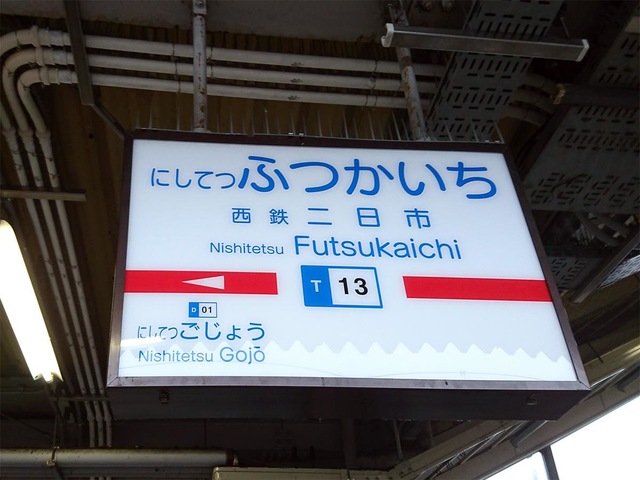 にしてつふつかいち
西鉄二日市
Nishitetsu Futsukaichi
T 13
D 01
にしてつごじょう
Nishitetsu Gojō